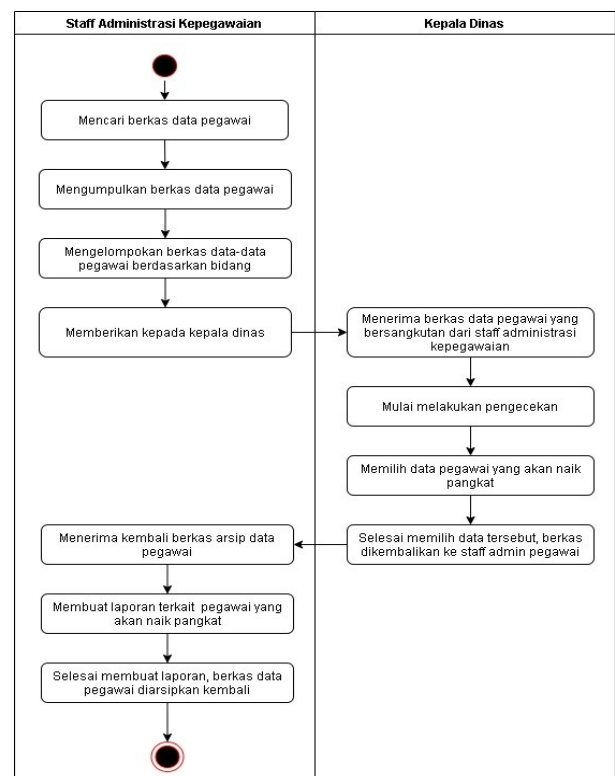 Staff Administrasi Kepegawaian
Kepala Dinas
Mencari berkas data pegawai
Mengumpulkan berkas data pegawai
Mengelompokan berkas data-data
pegawai berdasarkan bidang
Memberikan kepada kepala dinas
Menerima berkas data pegawai yang
bersangkutan dari staff administrasi
kepegawaian
Mulai melakukan pengecekan
Memilih data pegawai yang akan naik
pangkat
Selesai memilih data tersebut, berkas
dikembalikan ke staff admin pegawai
Menerima kembali berkas arsip data
pegawai
Membuat laporan terkait pegawai yang
akan naik pangkat
Selesai membuat laporan, berkas data
pegawai diarsipkan kembali